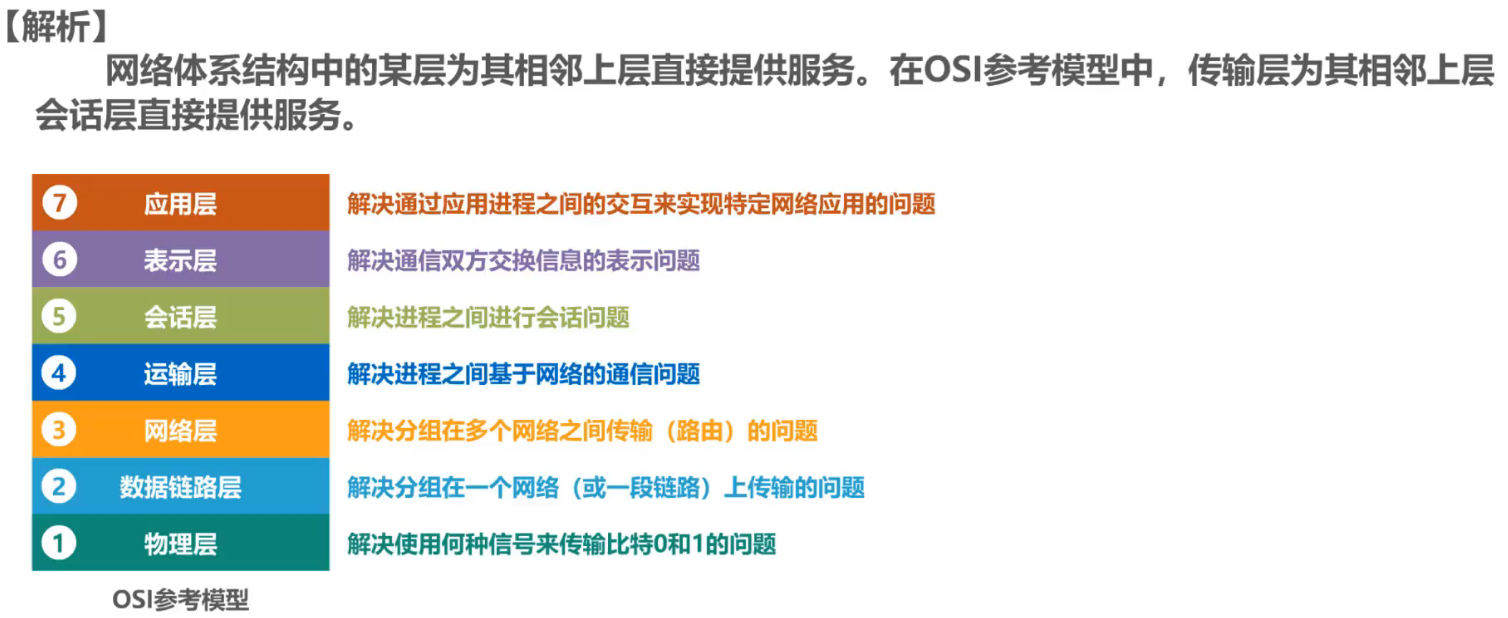 【解析】
网络体系结构中的某层为其相邻上层直接提供服务。在OSI参考模型中，传输层为其相邻上层
会话层直接提供服务。
7 应用层 解决通过应用进程之间的交互来实现特定网络应用的问题
6 表示层 解决通信双方交换信息的表示问题
5 会话层 解决进程之间进行会话问题
4 运输层 解决进程之间基于网络的通信问题
3 网络层 解决分组在多个网络之间传输（路由）的问题
2 数据链路层 解决分组在一个网络（或一段链路）上传输的问题
1 物理层 解决使用何种信号来传输比特0和1的问题
OSI参考模型